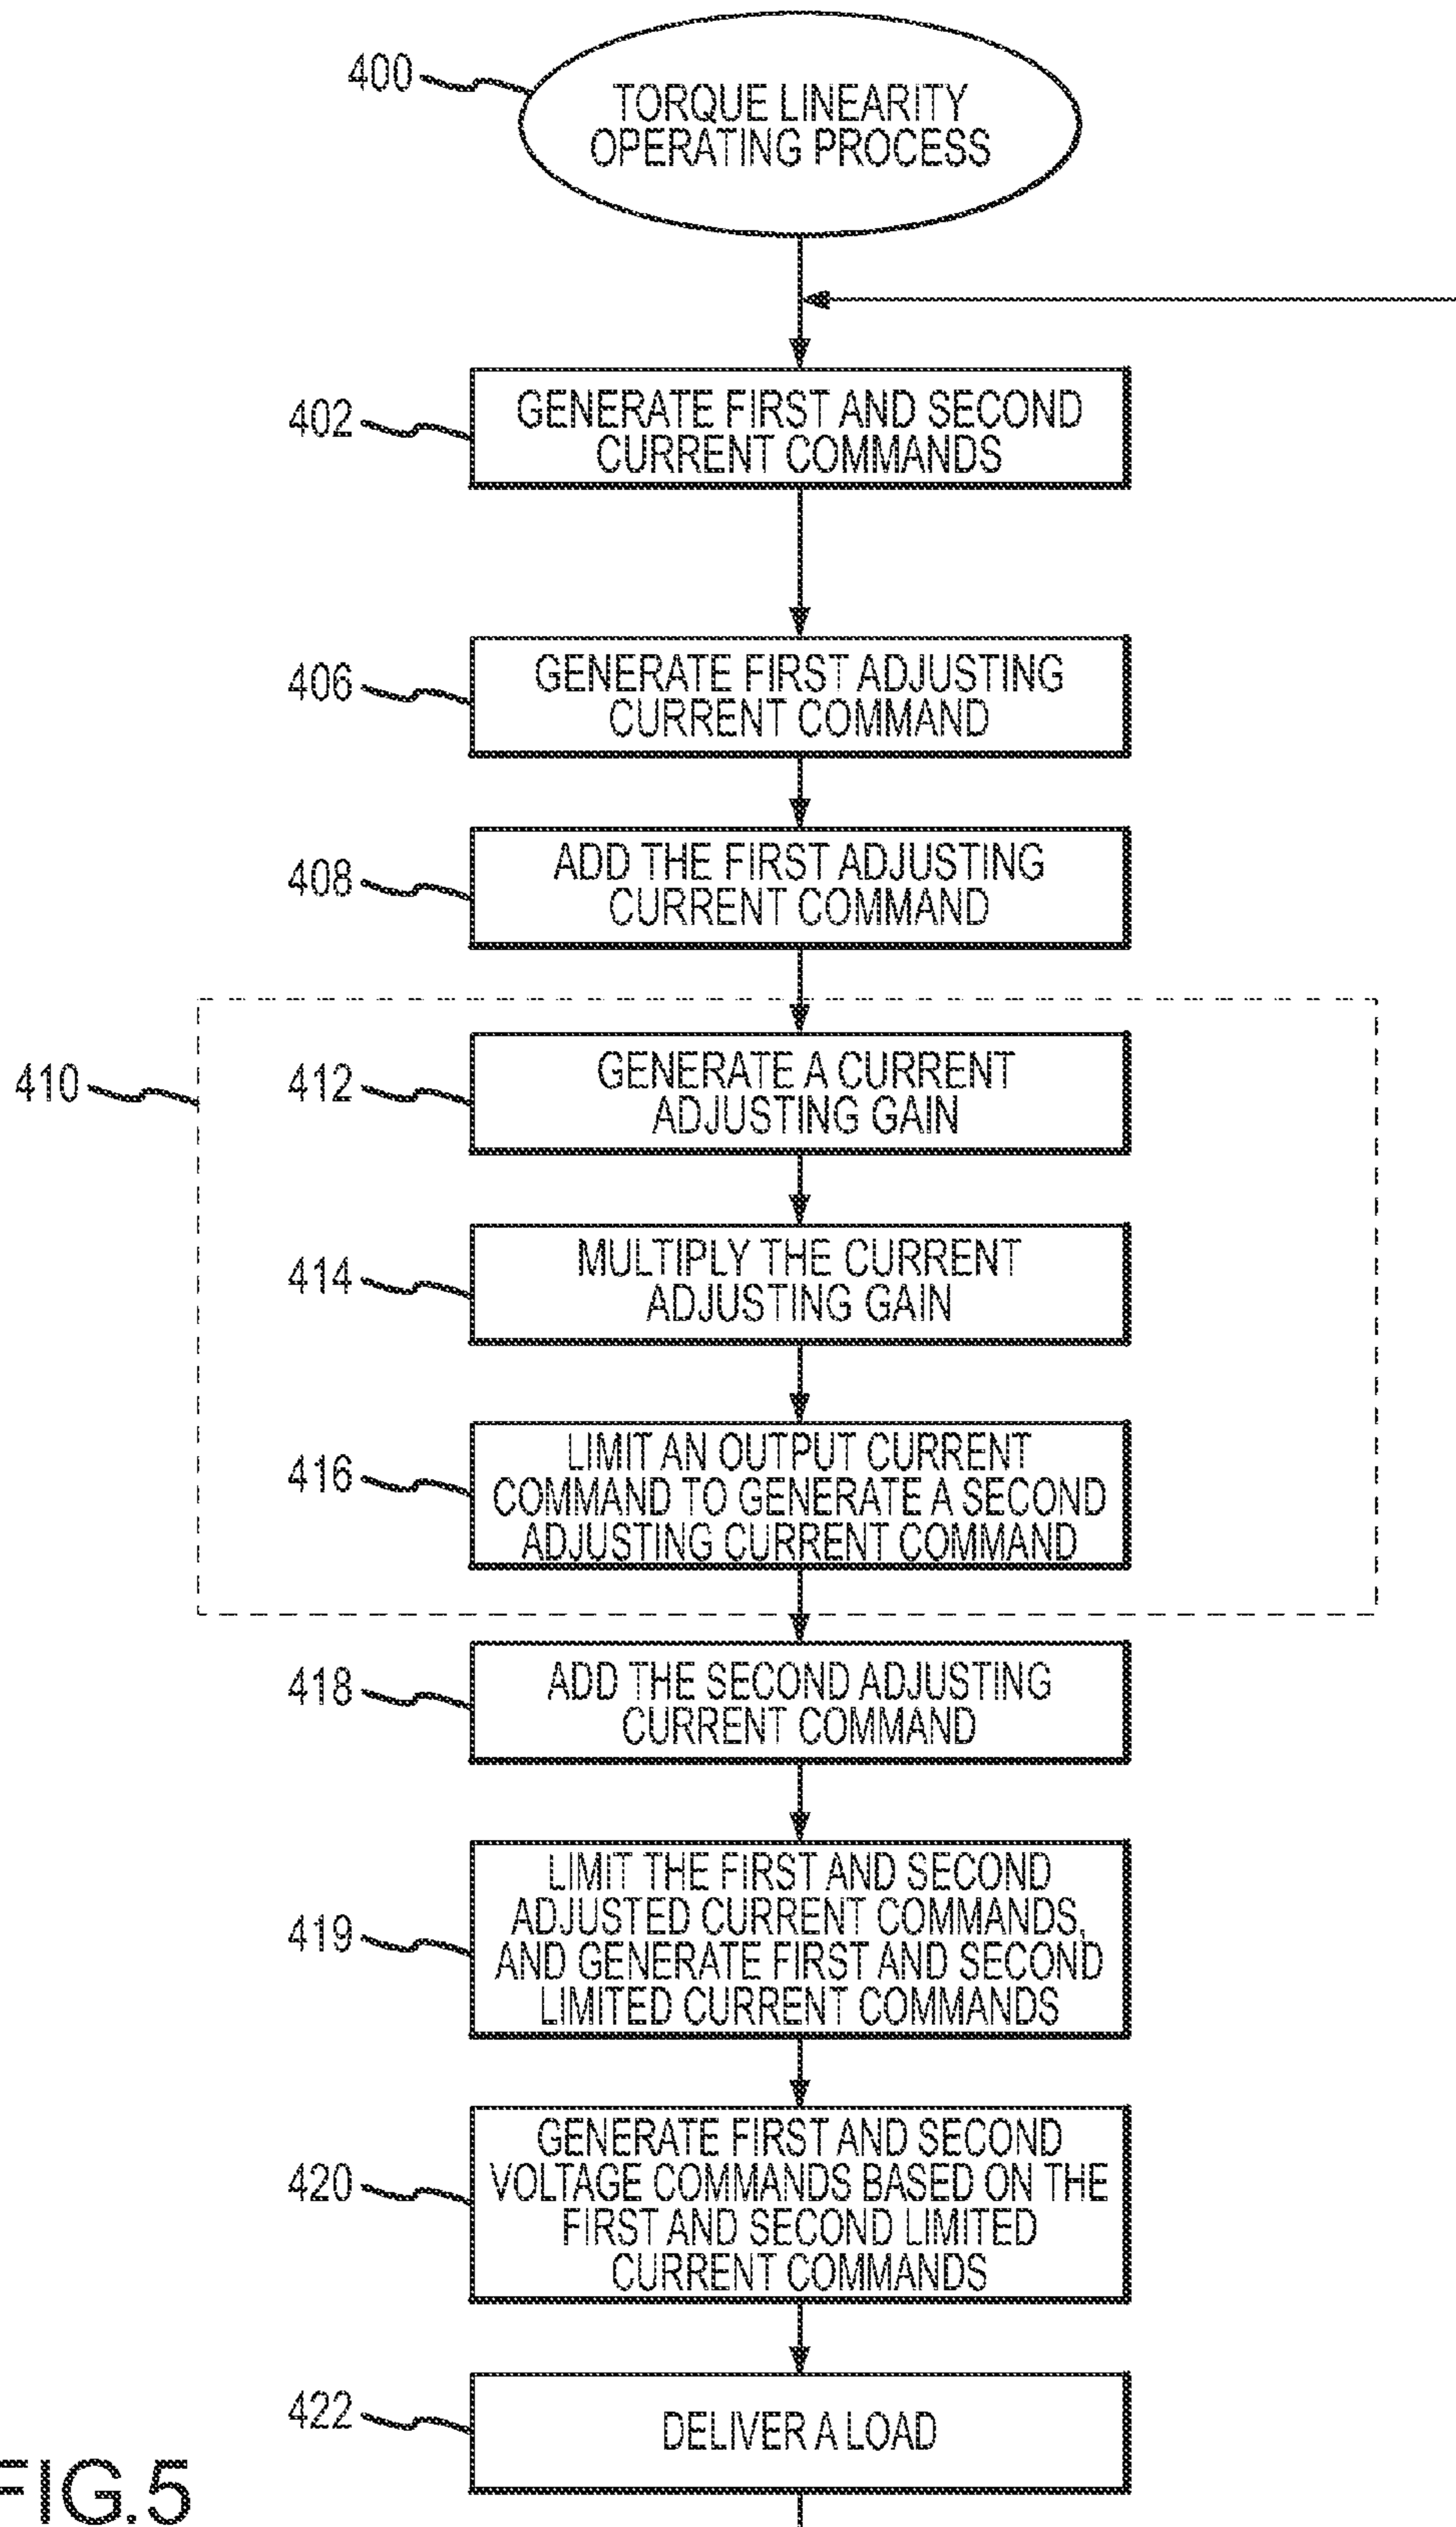 400
TORQUE LINEARITY
OPERATING PROCESS
402
GENERATE FIRST AND SECOND
CURRENT COMMANDS
406
GENERATE FIRST ADJUSTING
CURRENT COMMAND
408
ADD THE FIRST ADJUSTING
CURRENT COMMAND
410
412
GENERATE A CURRENT
ADJUSTING GAIN
414
MULTIPLY THE CURRENT
ADJUSTING GAIN
416
LIMIT AN OUTPUT CURRENT
COMMAND TO GENERATE A SECOND
ADJUSTING CURRENT COMMAND
418
ADD THE SECOND ADJUSTING
CURRENT COMMAND
419
LIMIT THE FIRST AND SECOND
ADJUSTED CURRENT COMMANDS,
AND GENERATE FIRST AND SECOND
LIMITED CURRENT COMMANDS
420
GENERATE FIRST AND SECOND
VOLTAGE COMMANDS BASED ON THE
FIRST AND SECOND LIMITED
CURRENT COMMANDS
422
DELIVER A LOAD
FIG.5